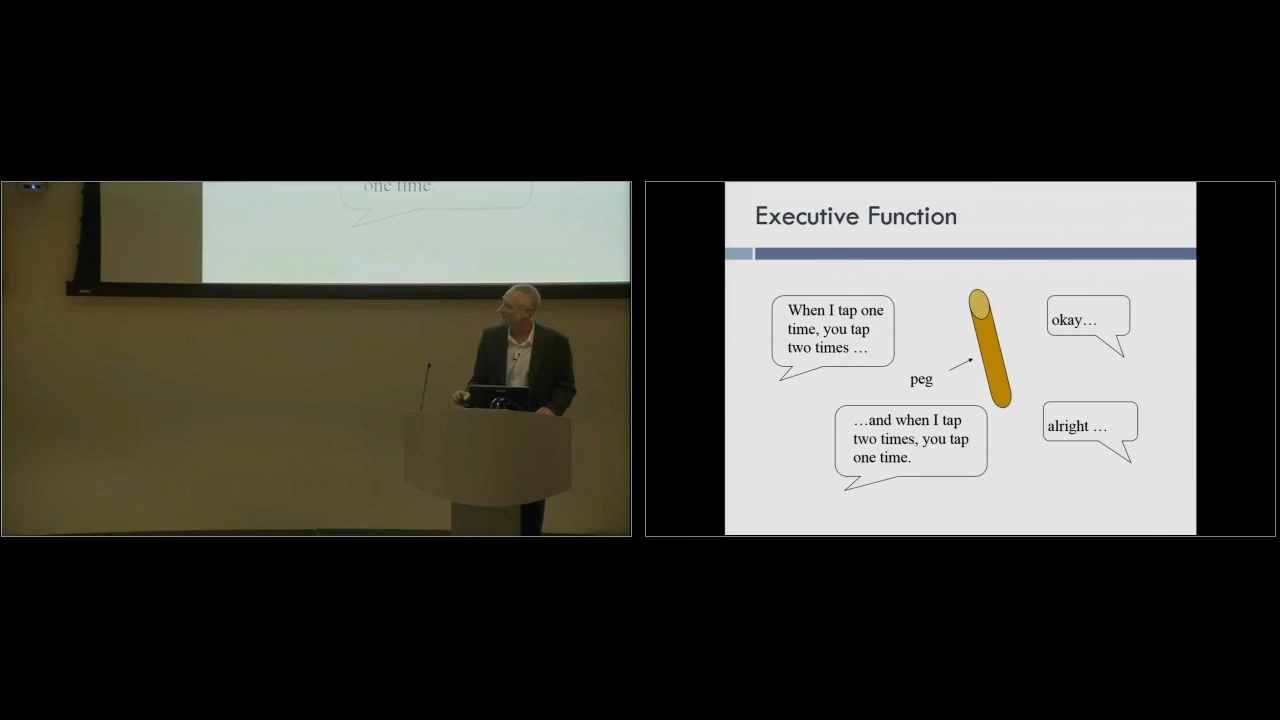 one time.
Executive Function
When I tap one
time, you tap
two times …
okay…
peg
…and when I tap
two times, you tap
one time.
alright …